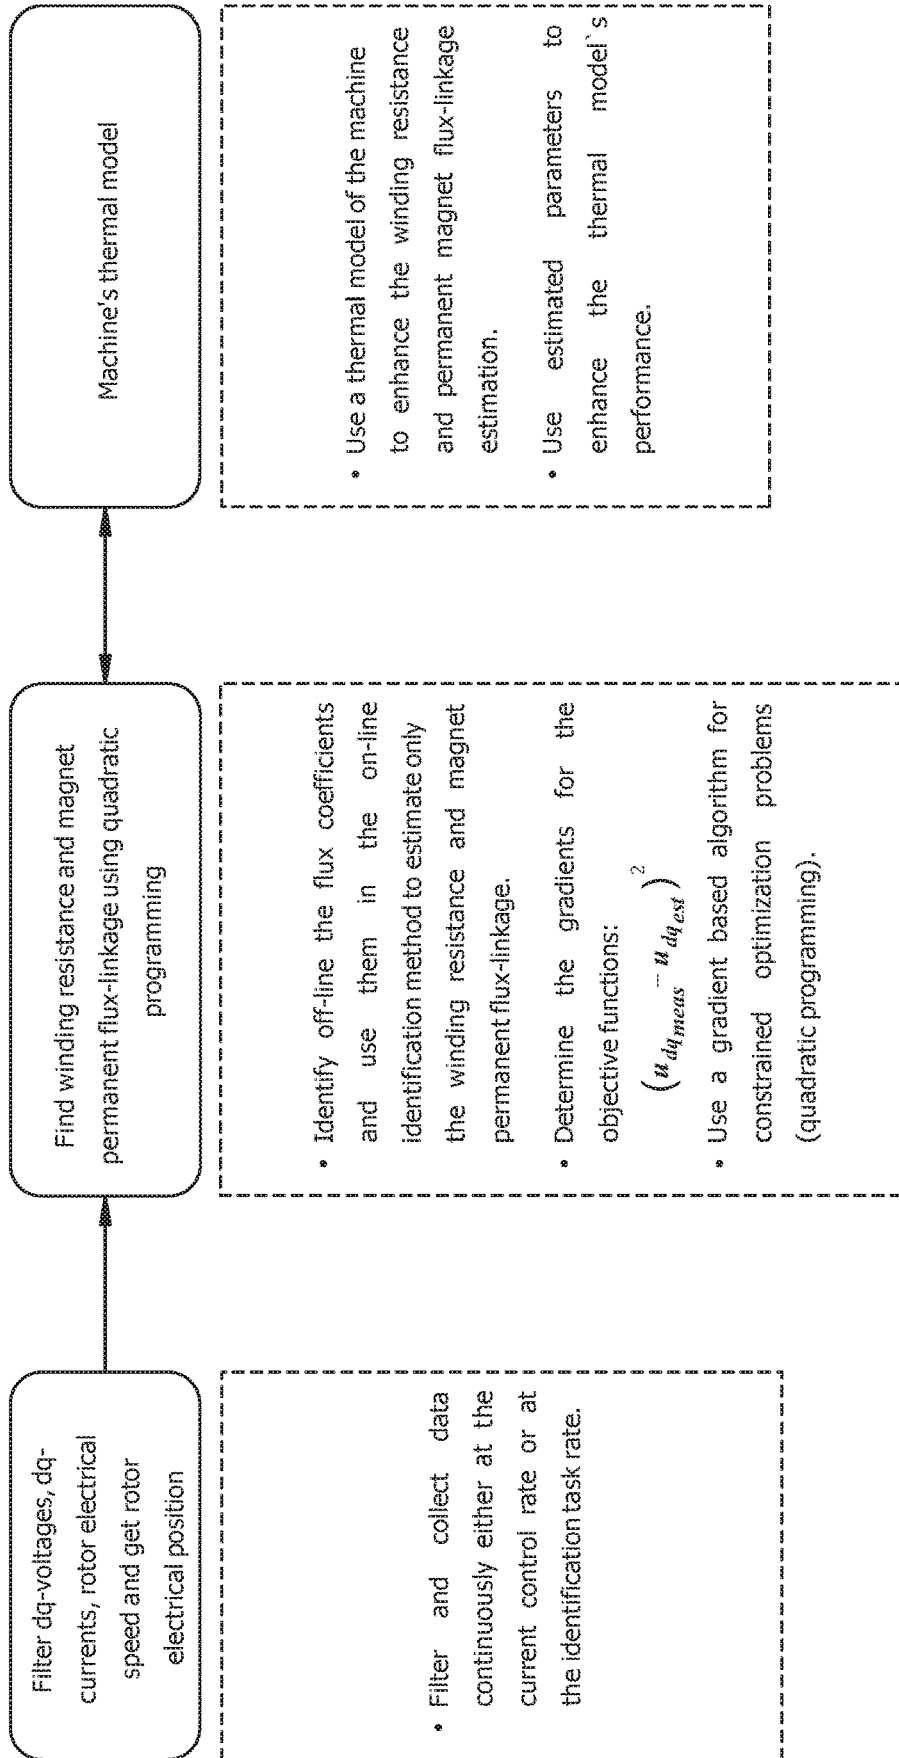 Filter dq-voltages, dq-
currents, rotor electrical
speed and get rotor
electrical position
• Filter and collect data
continuously either at the
current control rate or at
the identification task rate.
Find winding resistance and magnet
permanent flux-linkage using quadratic
programming
• Identify off-line the flux coefficients
and use them in the on-line
identification method to estimate only
the winding resistance and magnet
permanent flux-linkage.
• Determine the gradients for the
objective functions:
(u_{dq_{meas}} - u_{dq_{est}})^2
• Use a gradient based algorithm for
constrained optimization problems
(quadratic programming).
Machine's thermal model
• Use a thermal model of the machine
to enhance the winding resistance
and permanent magnet flux-linkage
estimation.
• Use estimated parameters to
enhance the thermal model`s
performance.